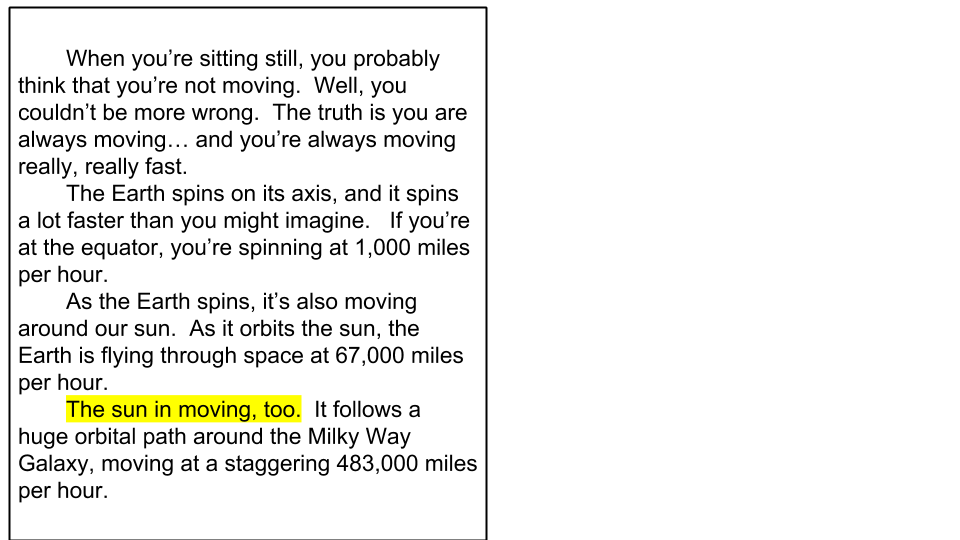 When you’re sitting still, you probably
think that you’re not moving.  Well, you
couldn’t be more wrong.  The truth is you are
always moving… and you’re always moving
really, really fast.
The Earth spins on its axis, and it spins
a lot faster than you might imagine.   If you’re
at the equator, you’re spinning at 1,000 miles
per hour.
As the Earth spins, it’s also moving
around our sun.  As it orbits the sun, the
Earth is flying through space at 67,000 miles
per hour.
The sun in moving, too.  It follows a
huge orbital path around the Milky Way
Galaxy, moving at a staggering 483,000 miles
per hour.